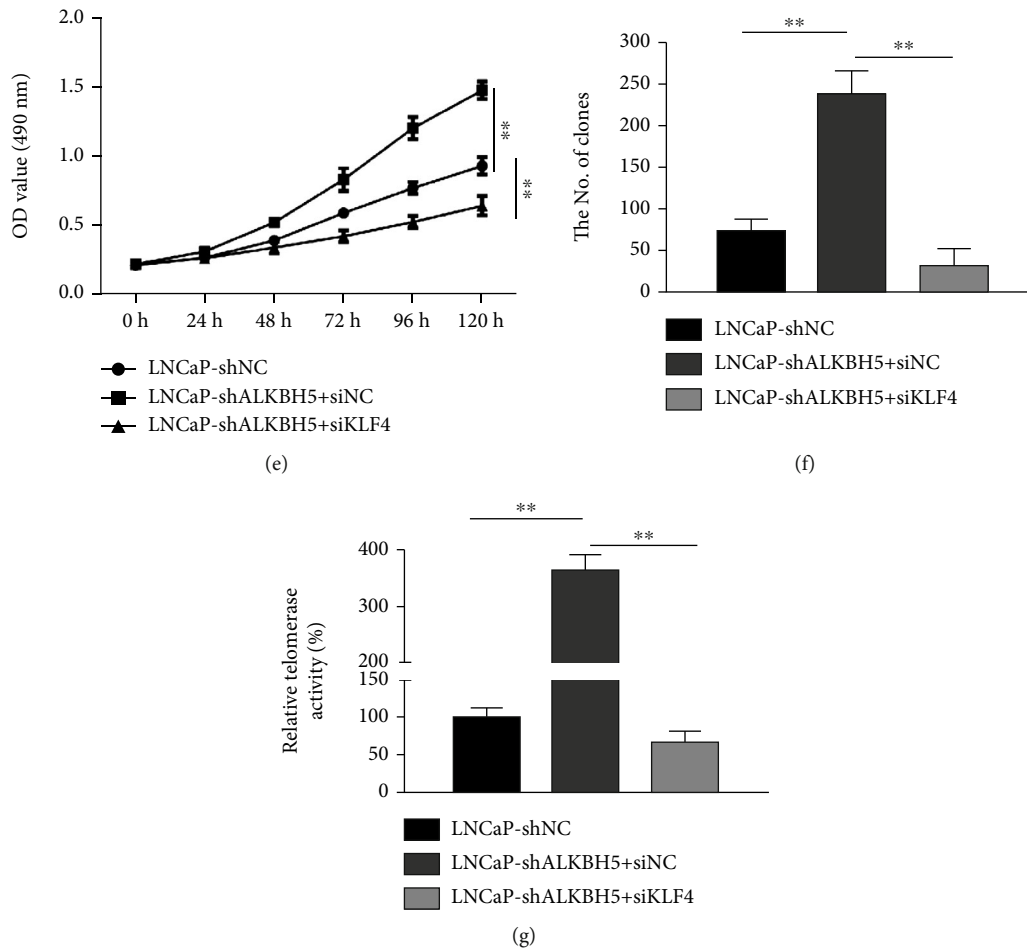 2.0
1.5
1.0
0.5
0.0
OD value (490 nm)
**
**
0 h 24 h 48 h 72 h 96 h 120 h
LNCaP-shNC
LNCaP-shALKBH5+siNC
LNCaP-shALKBH5+siKLF4
(e)
**
**
300
250
200
150
100
50
0
The No. of clones
LNCaP-shNC
LNCaP-shALKBH5+siNC
LNCaP-shALKBH5+siKLF4
(f)
**
**
400
300
200
150
100
50
0
Relative telomerase
activity (%)
LNCaP-shNC
LNCaP-shALKBH5+siNC
LNCaP-shALKBH5+siKLF4
(g)